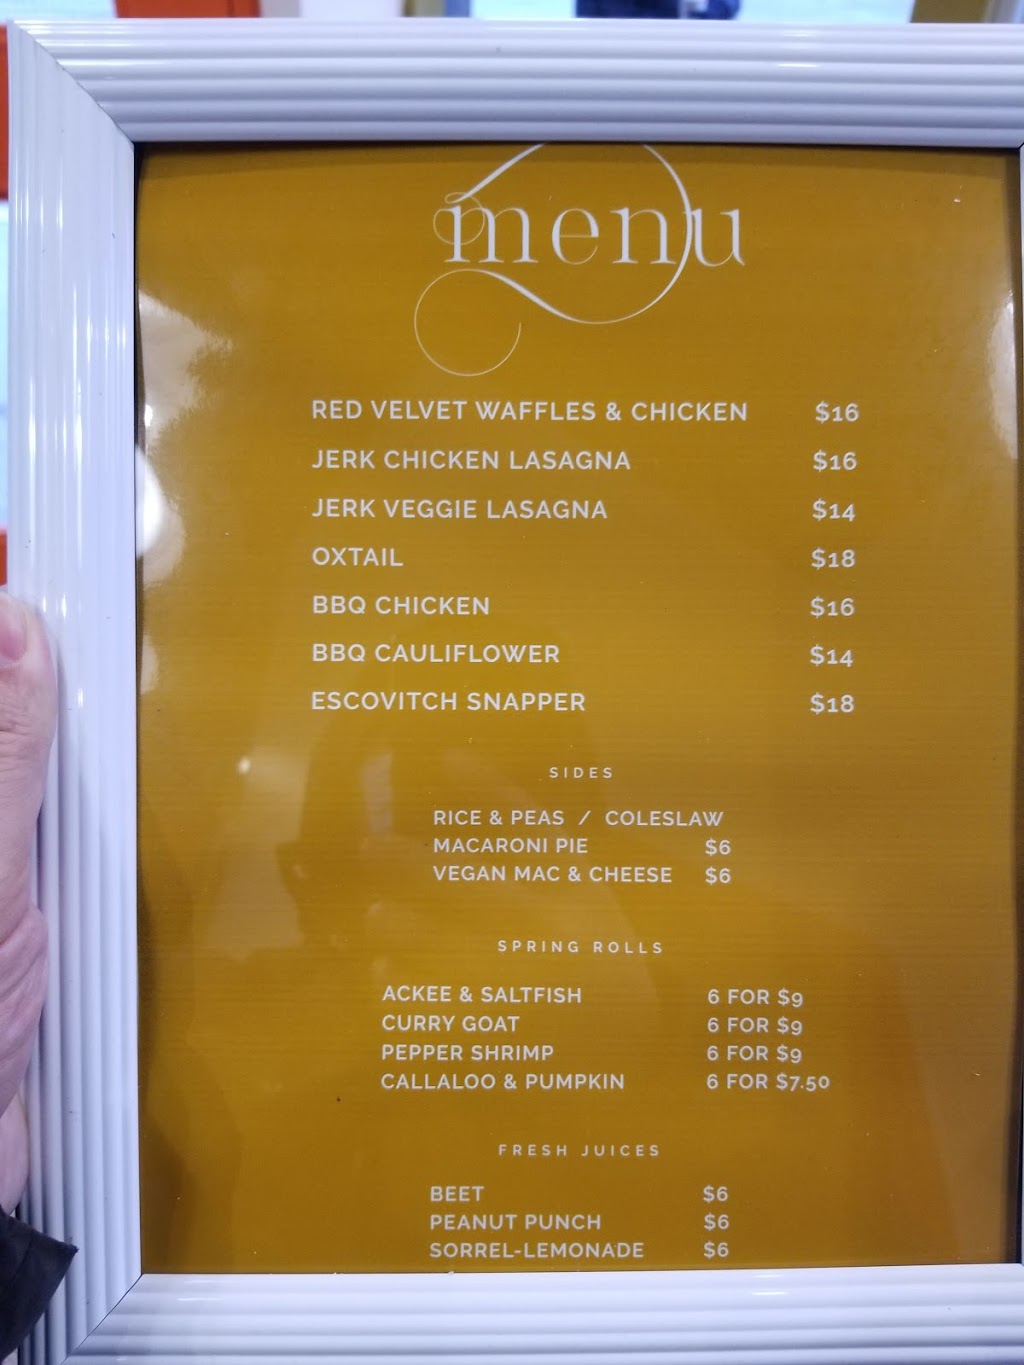 menu
RED VELVET WAFFLES & CHICKEN $16
JERK CHICKEN LASAGNA $16
JERK VEGGIE LASAGNA $14
OXTAIL $18
BBQ CHICKEN $16
BBQ CAULIFLOWER $14
ESCOVITCH SNAPPER $18
SIDES
RICE & PEAS / COLESLAW
MACARONI PIE $6
VEGAN MAC & CHEESE $6
SPRING ROLLS
ACKEE & SALTFISH 6 FOR $9
CURRY GOAT 6 FOR $9
PEPPER SHRIMP 6 FOR $9
CALLALOO & PUMPKIN 6 FOR $7.50
FRESH JUICES
BEET $6
PEANUT PUNCH $6
SORREL-LEMONADE $6